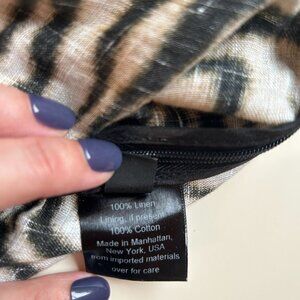 100% Linen
Lining, if present
100% Cotton
Made in Manhattan,
New York, USA
from imported materials
over for care